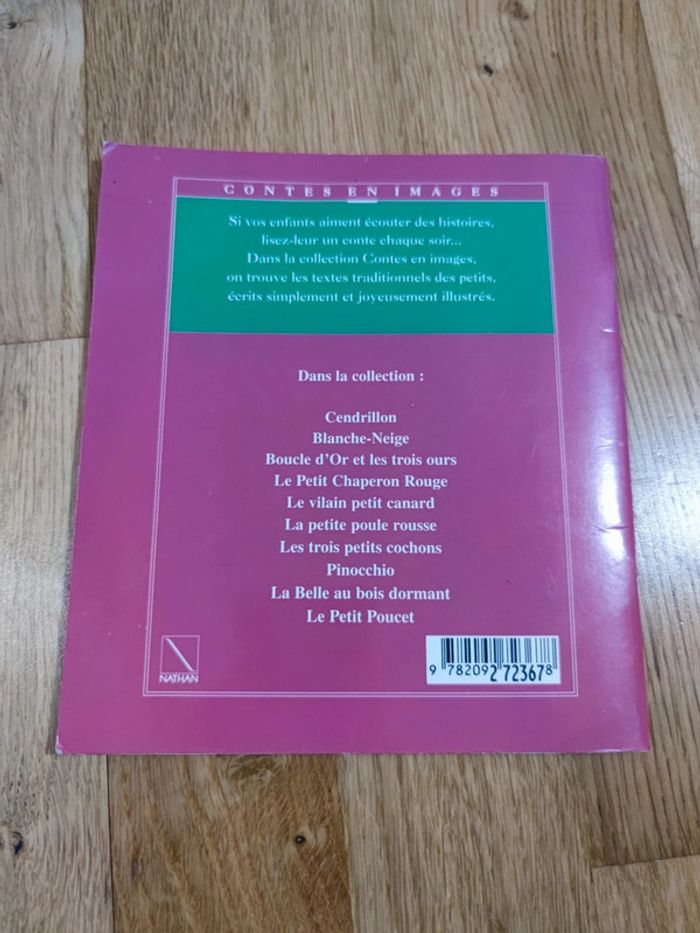 CONTES EN IMAGES
Si vos enfants aiment écouter des histoires,
lisez-leur un conte chaque soir...
Dans la collection Contes en images,
on trouve les textes traditionnels des petits,
écrits simplement et joyeusement illustrés.
Dans la collection :
Cendrillon
Blanche-Neige
Boucle d'Or et les trois ours
Le Petit Chaperon Rouge
Le vilain petit canard
La petite poule rousse
Les trois petits cochons
Pinocchio
La Belle au bois dormant
Le Petit Poucet
NATHAN
9 782092 723678